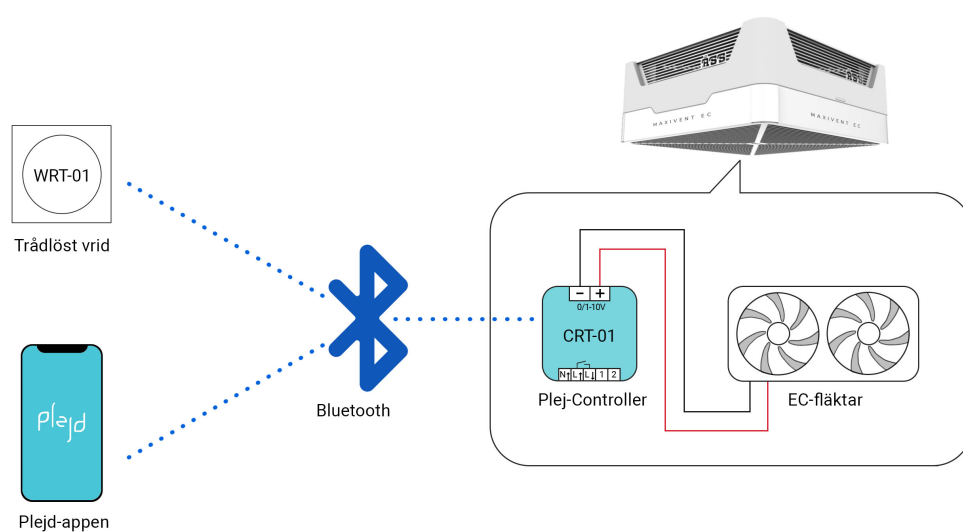 MAXIVENT EC
MAXIVENT EC
WRT-01
Trådlöst vrid
plejd
Plejd-appen
Bluetooth
− +
0/1-10V
CRT-01
N↑ L↑ L↓ 1 2
Plej-Controller
EC-fläktar